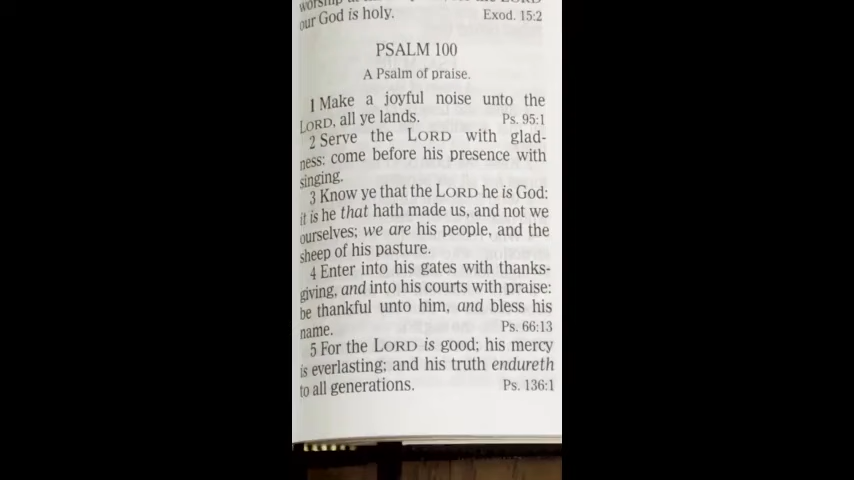 worship
our God is holy. Exod. 15:2
PSALM 100
A Psalm of praise.
1 Make a joyful noise unto the
LORD, all ye lands. Ps. 95:1
2 Serve the LORD with glad-
ness: come before his presence with
singing.
3 Know ye that the LORD he is God:
it is he that hath made us, and not we
ourselves; we are his people, and the
sheep of his pasture.
4 Enter into his gates with thanks-
giving, and into his courts with praise:
be thankful unto him, and bless his
name. Ps. 66:13
5 For the LORD is good; his mercy
is everlasting; and his truth endureth
to all generations. Ps. 136:1